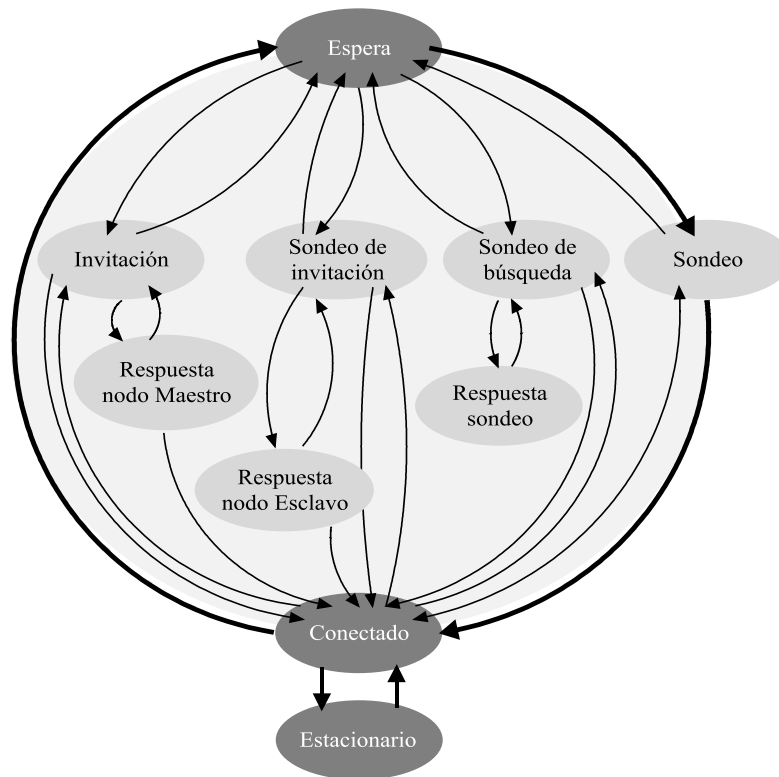 Espera
Invitación
Sondeo de
invitación
Sondeo de
búsqueda
Sondeo
Respuesta
nodo Maestro
Respuesta
sondeo
Respuesta
nodo Esclavo
Conectado
Estacionario